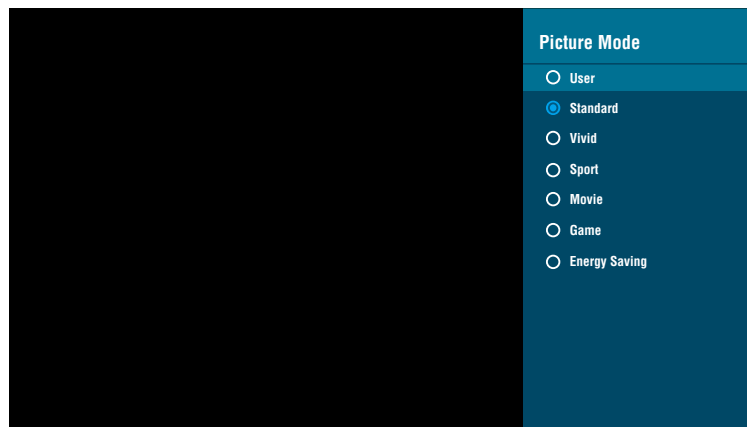 Picture Mode
User
Standard
Vivid
Sport
Movie
Game
Energy Saving